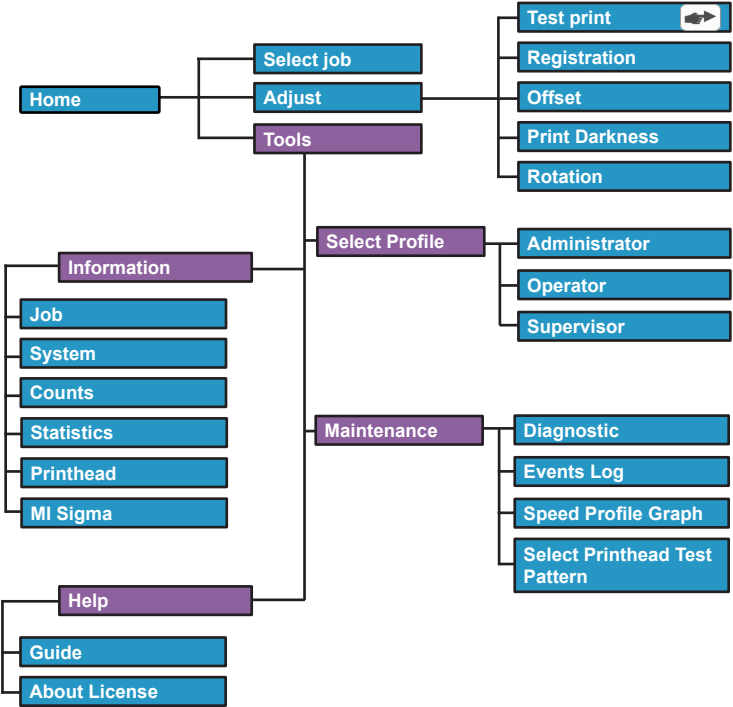 Home
Select job
Adjust
Tools
Test print
Registration
Offset
Print Darkness
Rotation
Select Profile
Administrator
Operator
Supervisor
Information
Job
System
Counts
Statistics
Printhead
MI Sigma
Maintenance
Diagnostic
Events Log
Speed Profile Graph
Select Printhead Test
Pattern
Help
Guide
About License